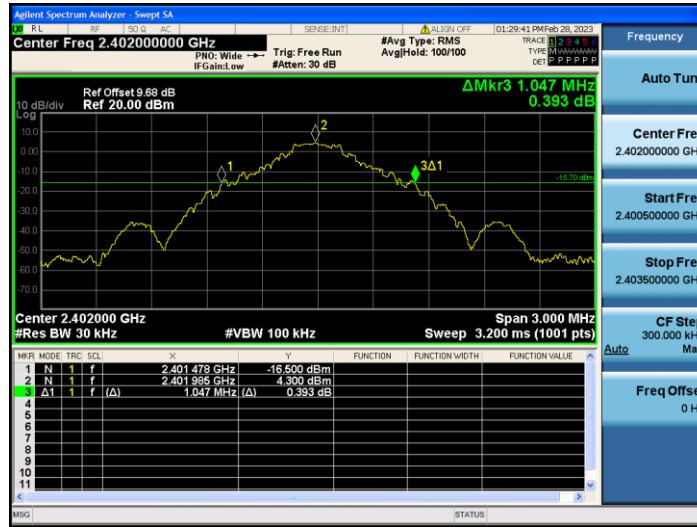 Agilent Spectrum Analyzer - Swept SA
RL RF 50 Ω AC SENSE:INT ALIGN OFF 01:29:41 PM Feb 28, 2023
Center Freq 2.402000000 GHz
PNO: Wide
IFGain:Low
Trig: Free Run
#Atten: 30 dB
#Avg Type: RMS
Avg|Hold: 100/100
TRACE 1 2 3 4 5 6
TYPE M
DET P P P P P
Frequency
Auto Tun
Center Fre
2.402000000 GH
Start Fre
2.400500000 GH
Stop Fre
2.403500000 GH
CF Ste
300.000 kH
Auto Ma
Freq Offse
0 H
ΔMkr3 1.047 MHz
0.393 dB
Ref Offset 9.68 dB
10 dB/div Ref 20.00 dBm
Log
10.0
0.00
-10.0
-20.0
-30.0
-40.0
-50.0
-60.0
-70.0
2
1
3Δ1
-15.70 dBm
Center 2.402000 GHz Span 3.000 MHz
#Res BW 30 kHz #VBW 100 kHz Sweep 3.200 ms (1001 pts)
MKR MODE TRC SCL X Y FUNCTION FUNCTION WIDTH FUNCTION VALUE
1 N 1 f 2.401 478 GHz -16.500 dBm
2 N 1 f 2.401 985 GHz 4.300 dBm
3 Δ1 1 f (Δ) 1.047 MHz (Δ) 0.393 dB
4
5
6
7
8
9
10
11
MSG STATUS